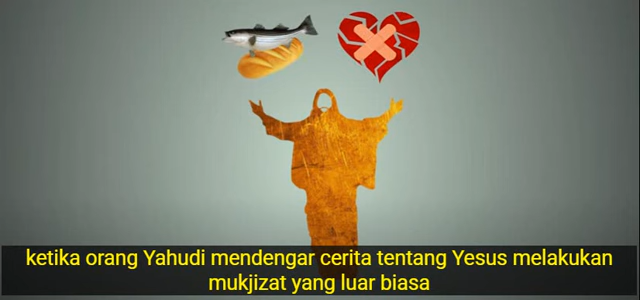 ketika orang Yahudi mendengar cerita tentang Yesus melakukan
mukjizat yang luar biasa